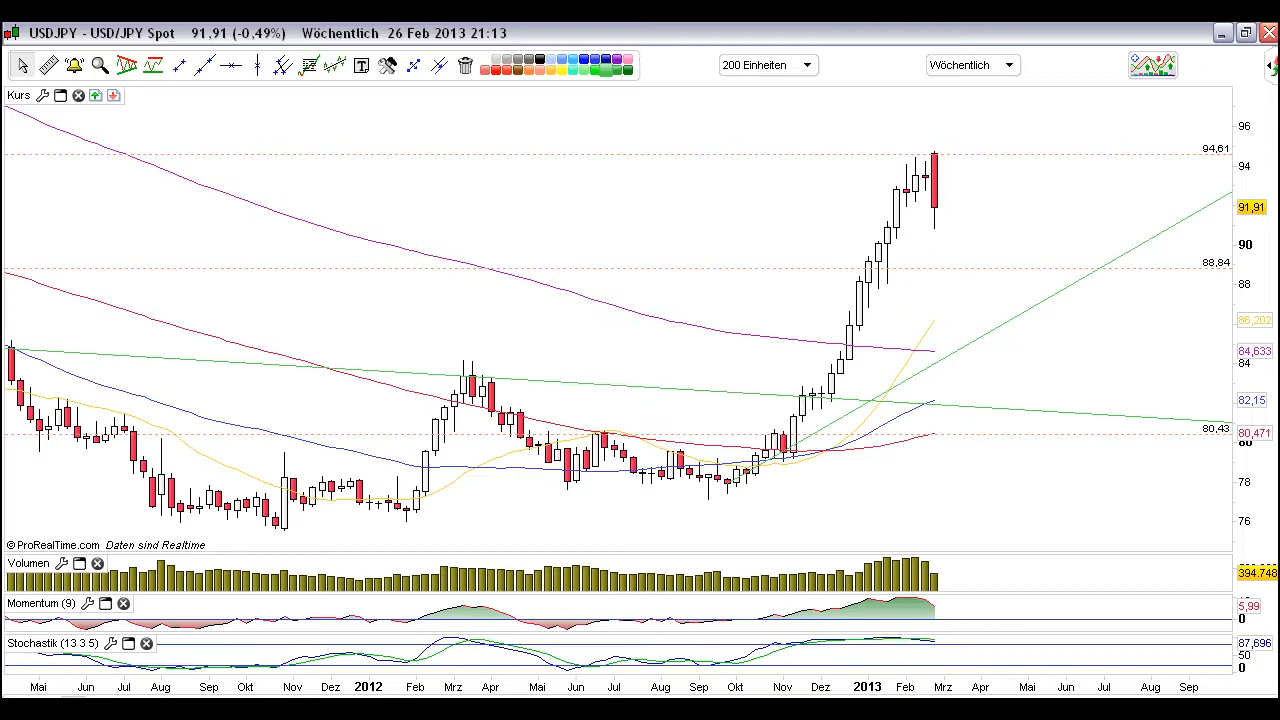 USDJPY - USD/JPY Spot 91,91 (-0,49%) Wöchentlich 26 Feb 2013 21:13
200 Einheiten
Wöchentlich
Kurs
96
94,61
94
91,91
90
88,84
88
86,202
84,633
84
82,15
80,43
80,471
80
78
76
©ProRealTime.com Daten sind Realtime
Volumen
394.748
Momentum (9)
5,99
0
Stochastik (13 3 5)
87,696
50
0
Mai Jun Jul Aug Sep Okt Nov Dez 2012 Feb Mrz Apr Mai Jun Jul Aug Sep Okt Nov Dez 2013 Feb Mrz Apr Mai Jun Jul Aug Sep